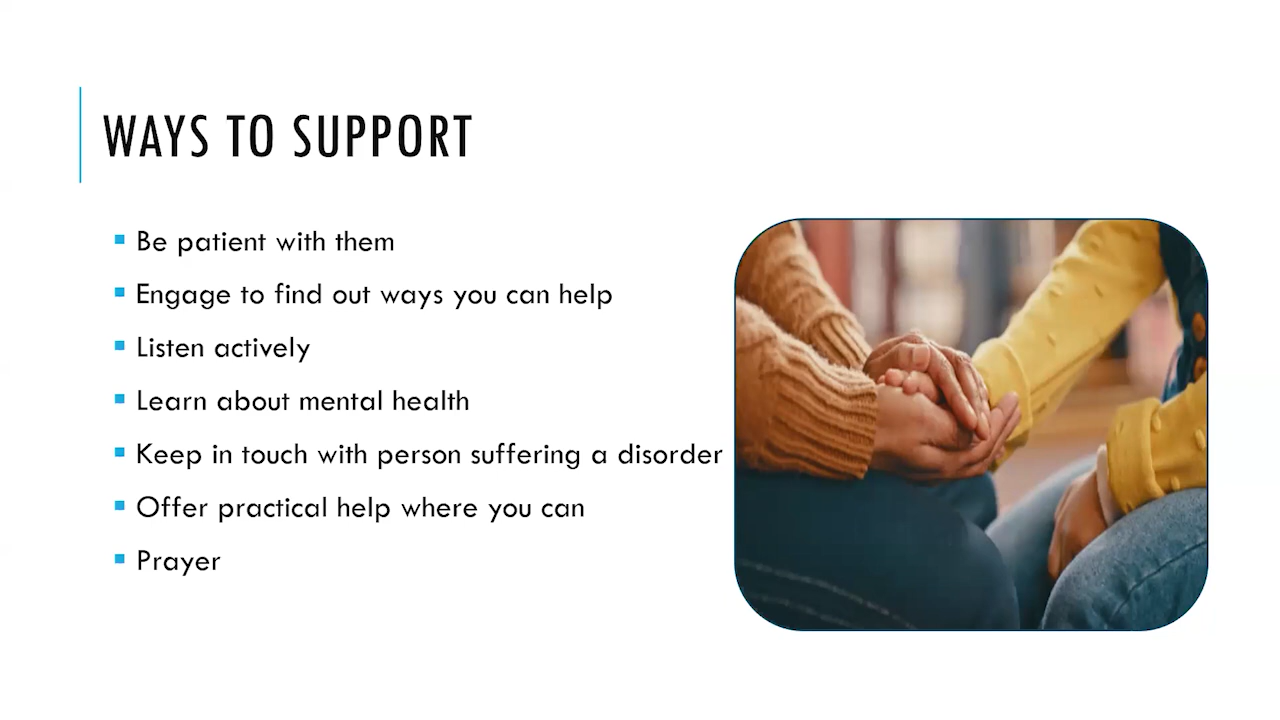 WAYS TO SUPPORT
Be patient with them
Engage to find out ways you can help
Listen actively
Learn about mental health
Keep in touch with person suffering a disorder
Offer practical help where you can
Prayer